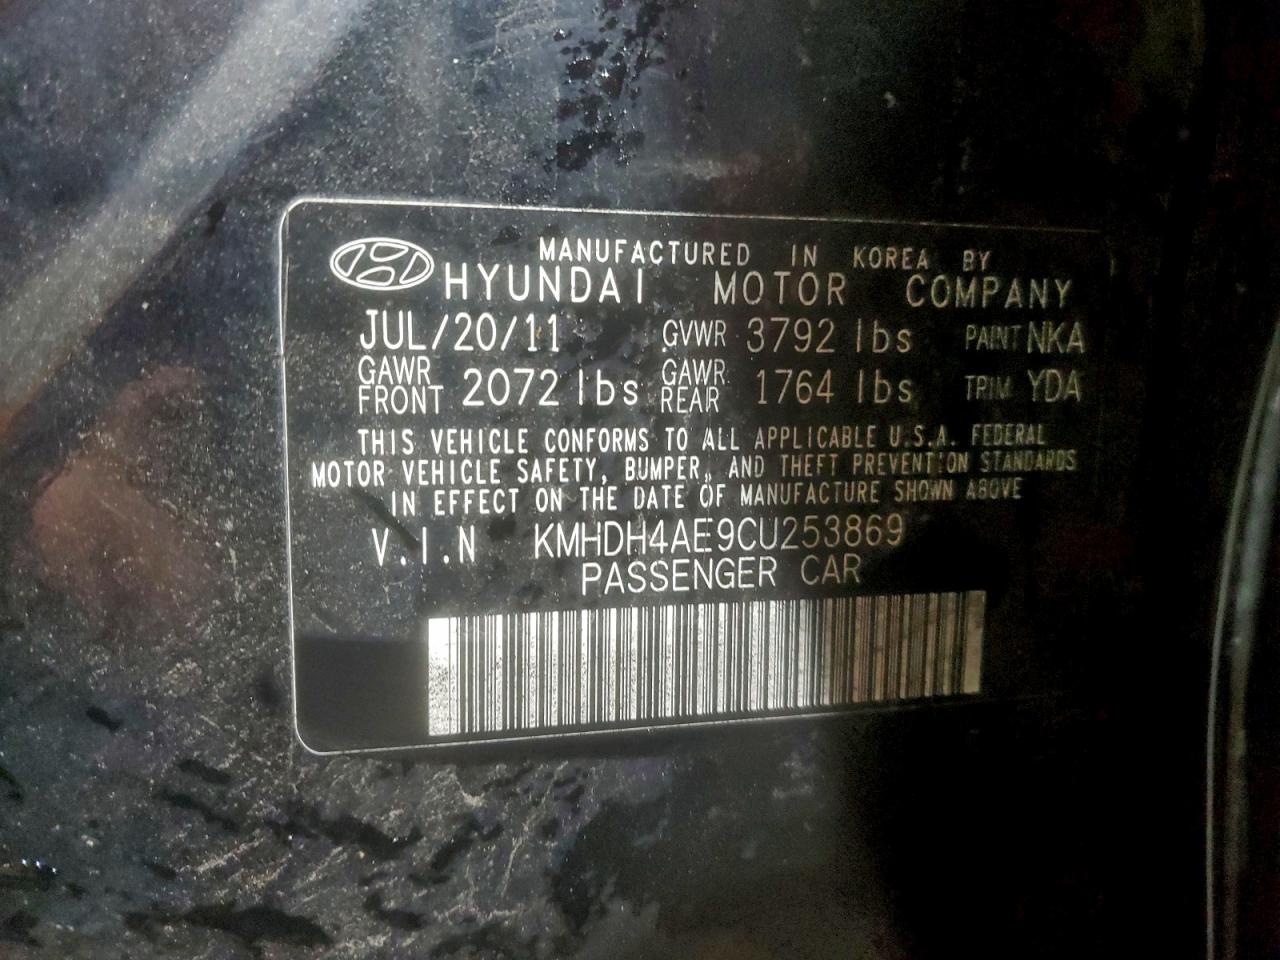 MANUFACTURED IN KOREA BY
HYUNDAI MOTOR COMPANY
JUL/20/11 GVWR 3792 lbs PAINT NKA
GAWR FRONT 2072 lbs GAWR REAR 1764 lbs TRIM YDA
THIS VEHICLE CONFORMS TO ALL APPLICABLE U.S.A. FEDERAL
MOTOR VEHICLE SAFETY, BUMPER, AND THEFT PREVENTION STANDARDS
IN EFFECT ON THE DATE OF MANUFACTURE SHOWN ABOVE
V.I.N KMHDH4AE9CU253869
PASSENGER CAR